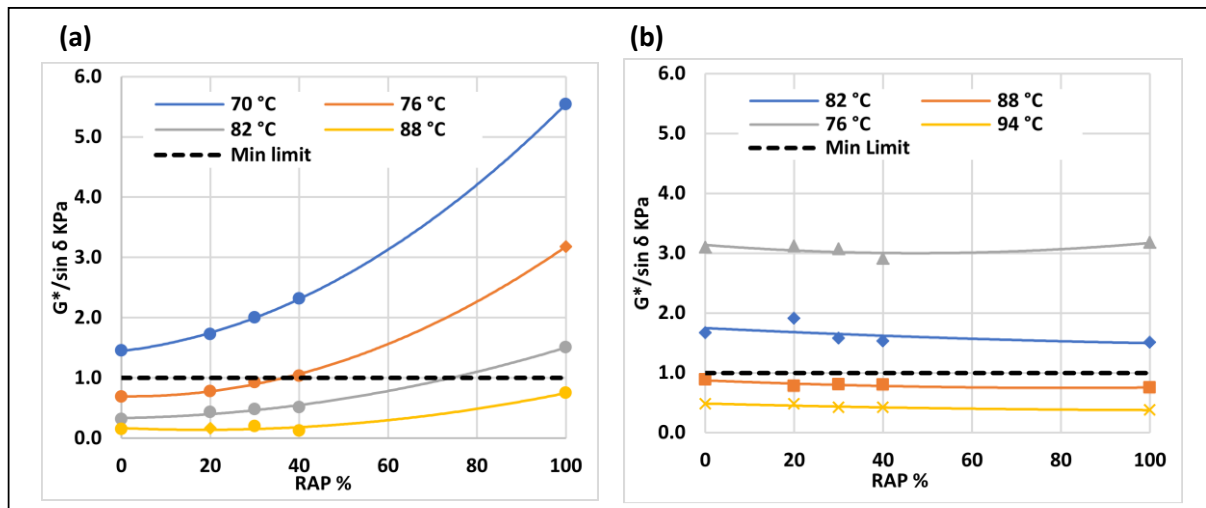 (a)
6.0
5.0
4.0
3.0
2.0
1.0
0.0
G*/sin δ KPa
70 °C
76 °C
82 °C
88 °C
Min limit
0
20
40
60
80
100
RAP %
(b)
6.0
5.0
4.0
3.0
2.0
1.0
0.0
G*/sin δ KPa
82 °C
88 °C
76 °C
94 °C
Min Limit
0
20
40
60
80
100
RAP %